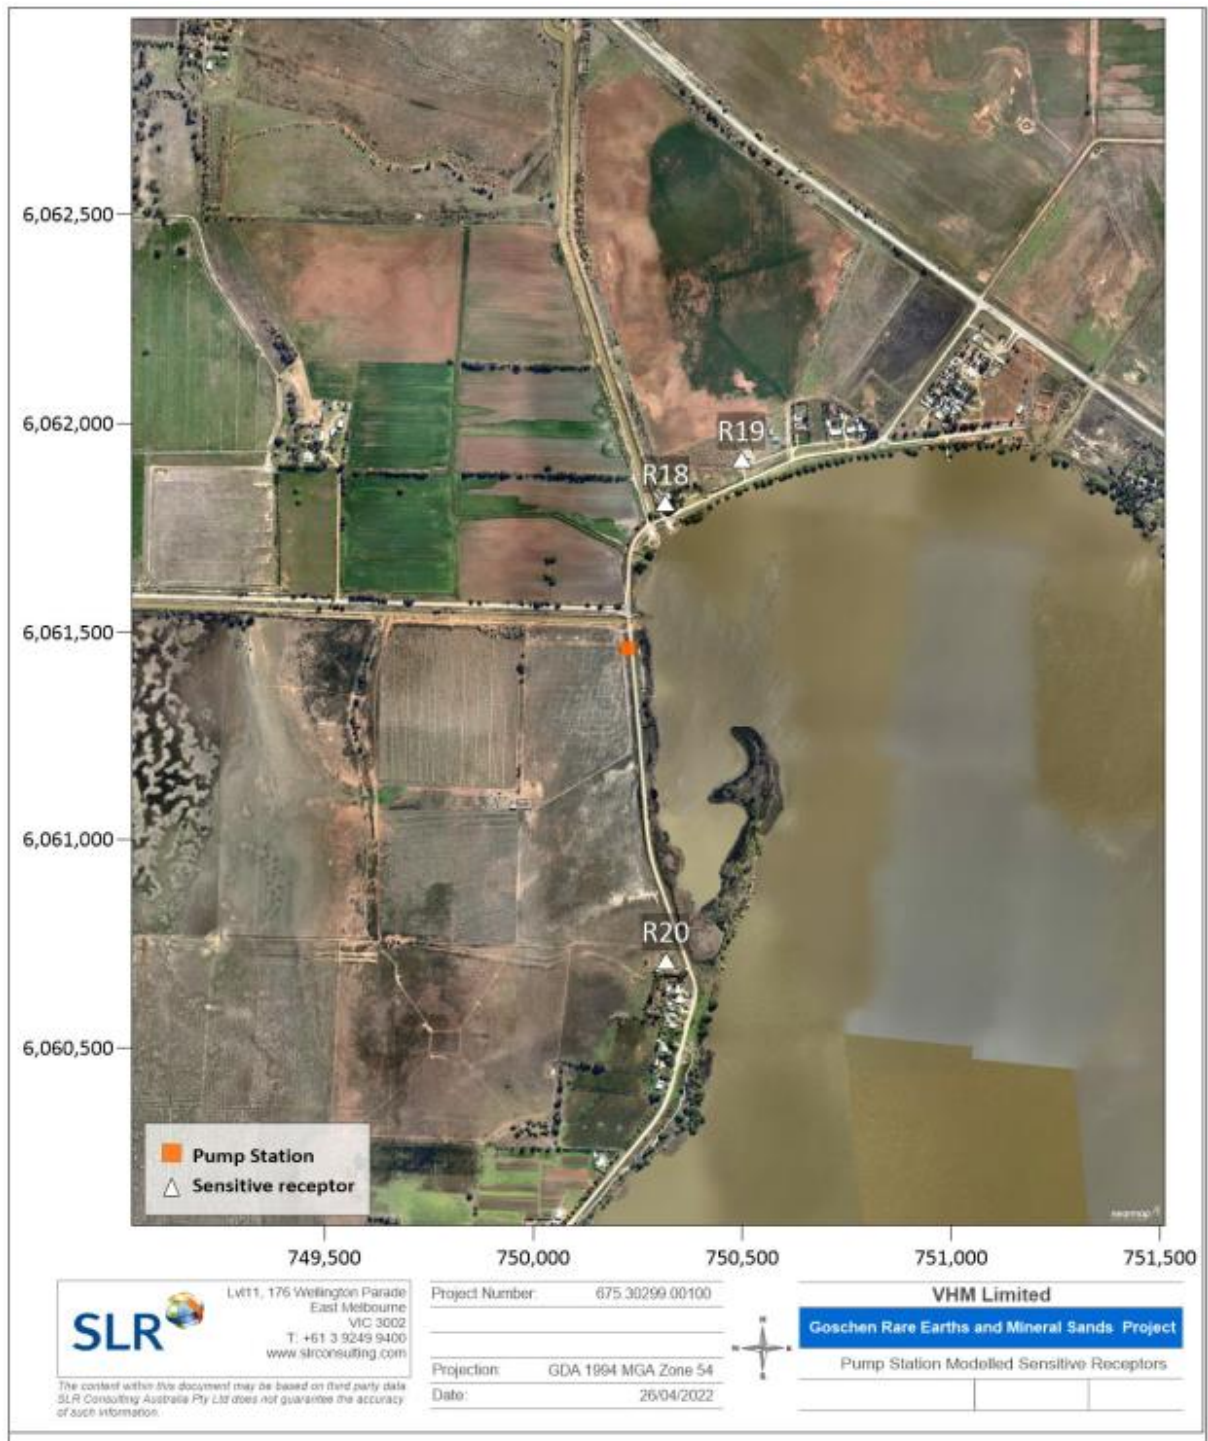 6,062,500
6,062,000
6,061,500
6,061,000
6,060,500
R19
R18
R20
Pump Station
Sensitive receptor
nearmap
749,500
750,000
750,500
751,000
751,500
SLR
Lvl11, 176 Wellington Parade
East Melbourne
VIC 3002
T: +61 3 9249 9400
www.slrconsulting.com
The content within this document may be based on third party data.
SLR Consulting Australia Pty Ltd does not guarantee the accuracy
of such information.
Project Number: 675.30299.00100
Projection: GDA 1994 MGA Zone 54
Date: 26/04/2022
N
W E
S
VHM Limited
Goschen Rare Earths and Mineral Sands Project
Pump Station Modelled Sensitive Receptors